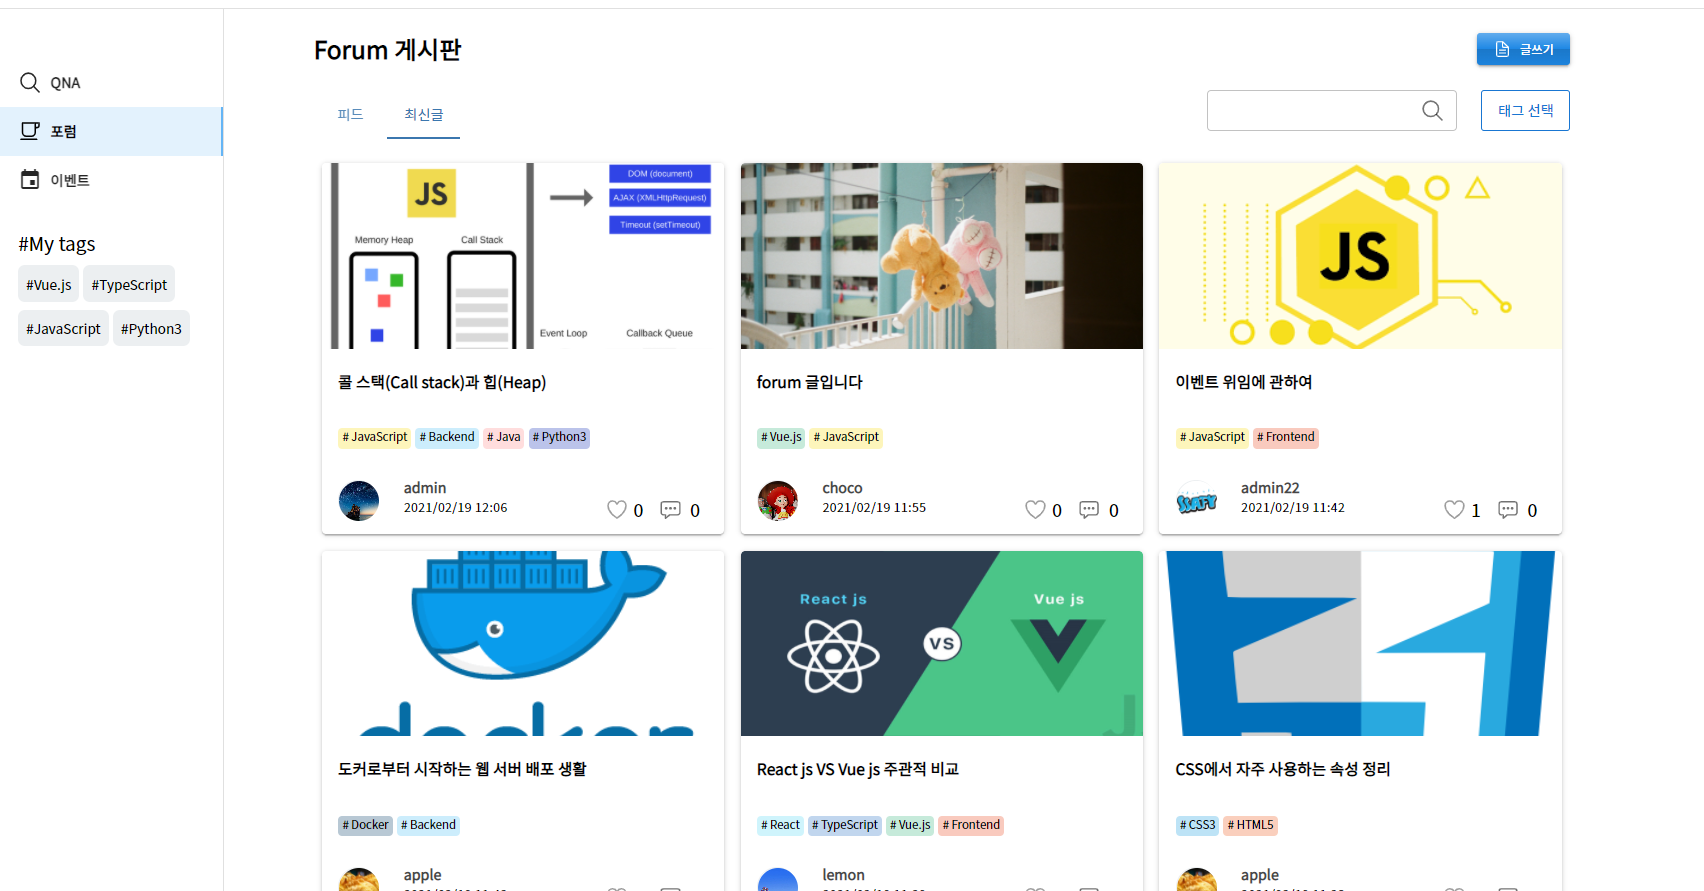 Forum 게시판
글쓰기
QNA
포럼
이벤트
#My tags
#Vue.js #TypeScript
#JavaScript #Python3
피드 최신글
태그 선택
JS
DOM (document)
AJAX (XMLHttpRequest)
Timeout (setTimeout)
Memory Heap Call Stack
Event Loop Callback Queue
JS
콜 스택(Call stack)과 힙(Heap)
forum 글입니다
이벤트 위임에 관하여
# JavaScript # Backend # Java # Python3
# Vue.js # JavaScript
# JavaScript # Frontend
admin
2021/02/19 12:06
0 0
choco
2021/02/19 11:55
0 0
SSAFY
admin22
2021/02/19 11:42
1 0
docker
React js VS Vue js
도커로부터 시작하는 웹 서버 배포 생활
React js VS Vue js 주관적 비교
CSS에서 자주 사용하는 속성 정리
# Docker # Backend
# React # TypeScript # Vue.js # Frontend
# CSS3 # HTML5
apple
lemon
apple